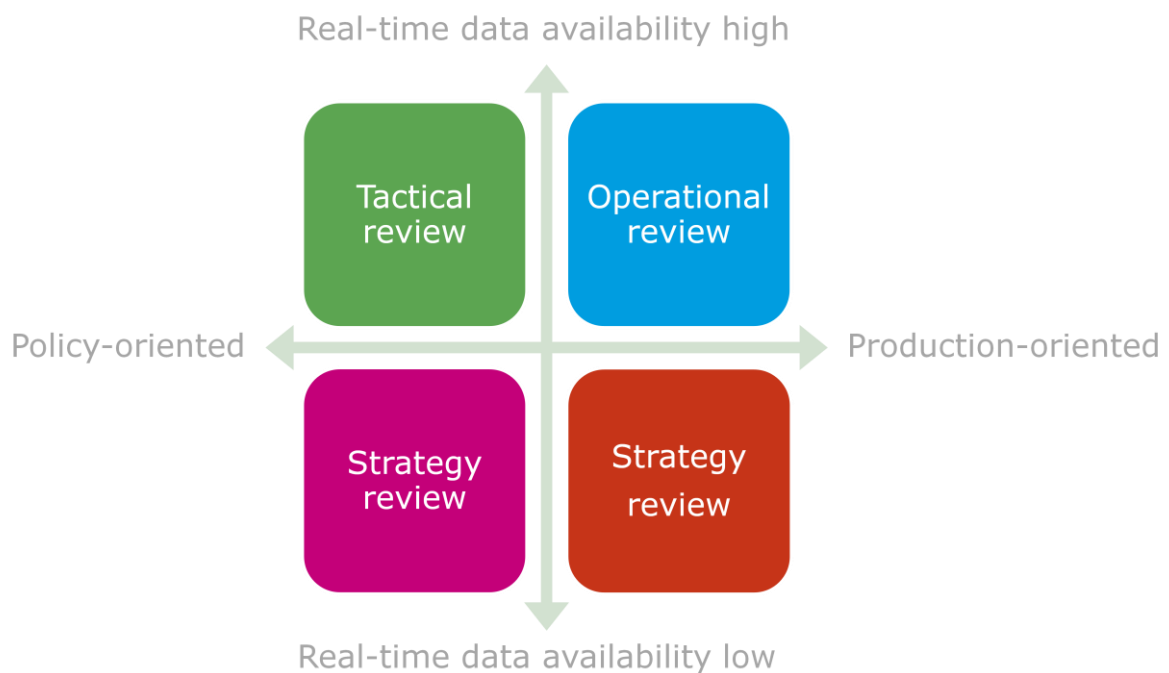 Real-time data availability high
Tactical
review
Operational
review
Policy-oriented
Production-oriented
Strategy
review
Strategy
review
Real-time data availability low